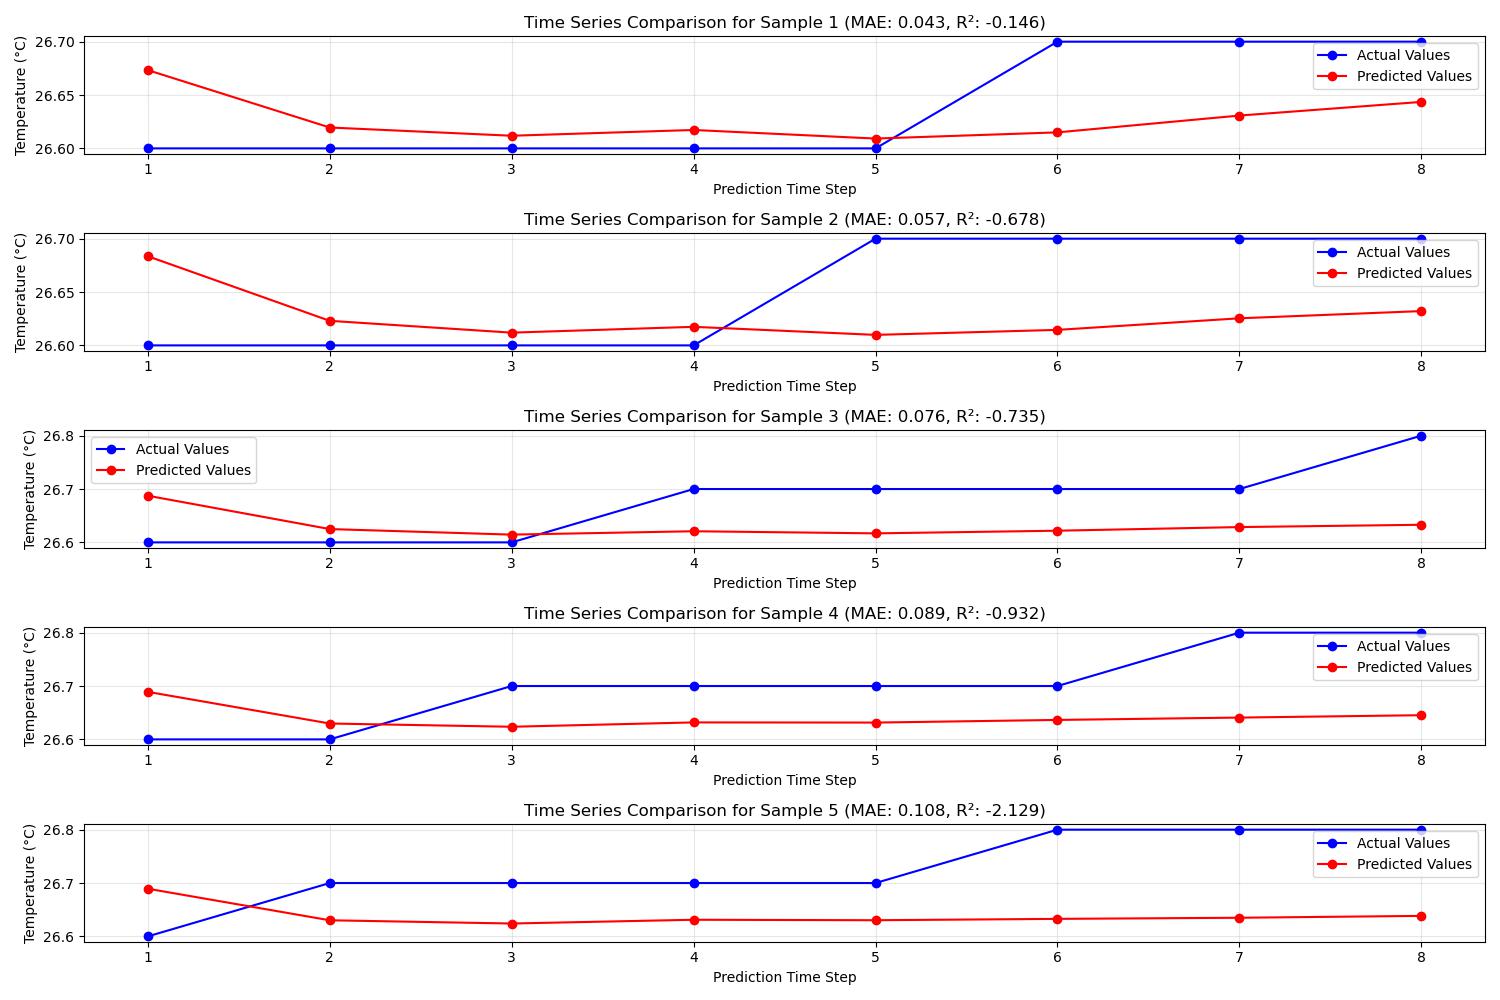 Time Series Comparison for Sample 1 (MAE: 0.043, R²: -0.146)
Temperature (°C)
26.70
26.65
26.60
Actual Values
Predicted Values
1 2 3 4 5 6 7 8
Prediction Time Step
Time Series Comparison for Sample 2 (MAE: 0.057, R²: -0.678)
Temperature (°C)
26.70
26.65
26.60
Actual Values
Predicted Values
1 2 3 4 5 6 7 8
Prediction Time Step
Time Series Comparison for Sample 3 (MAE: 0.076, R²: -0.735)
Temperature (°C)
26.8
26.7
26.6
Actual Values
Predicted Values
1 2 3 4 5 6 7 8
Prediction Time Step
Time Series Comparison for Sample 4 (MAE: 0.089, R²: -0.932)
Temperature (°C)
26.8
26.7
26.6
Actual Values
Predicted Values
1 2 3 4 5 6 7 8
Prediction Time Step
Time Series Comparison for Sample 5 (MAE: 0.108, R²: -2.129)
Temperature (°C)
26.8
26.7
26.6
Actual Values
Predicted Values
1 2 3 4 5 6 7 8
Prediction Time Step